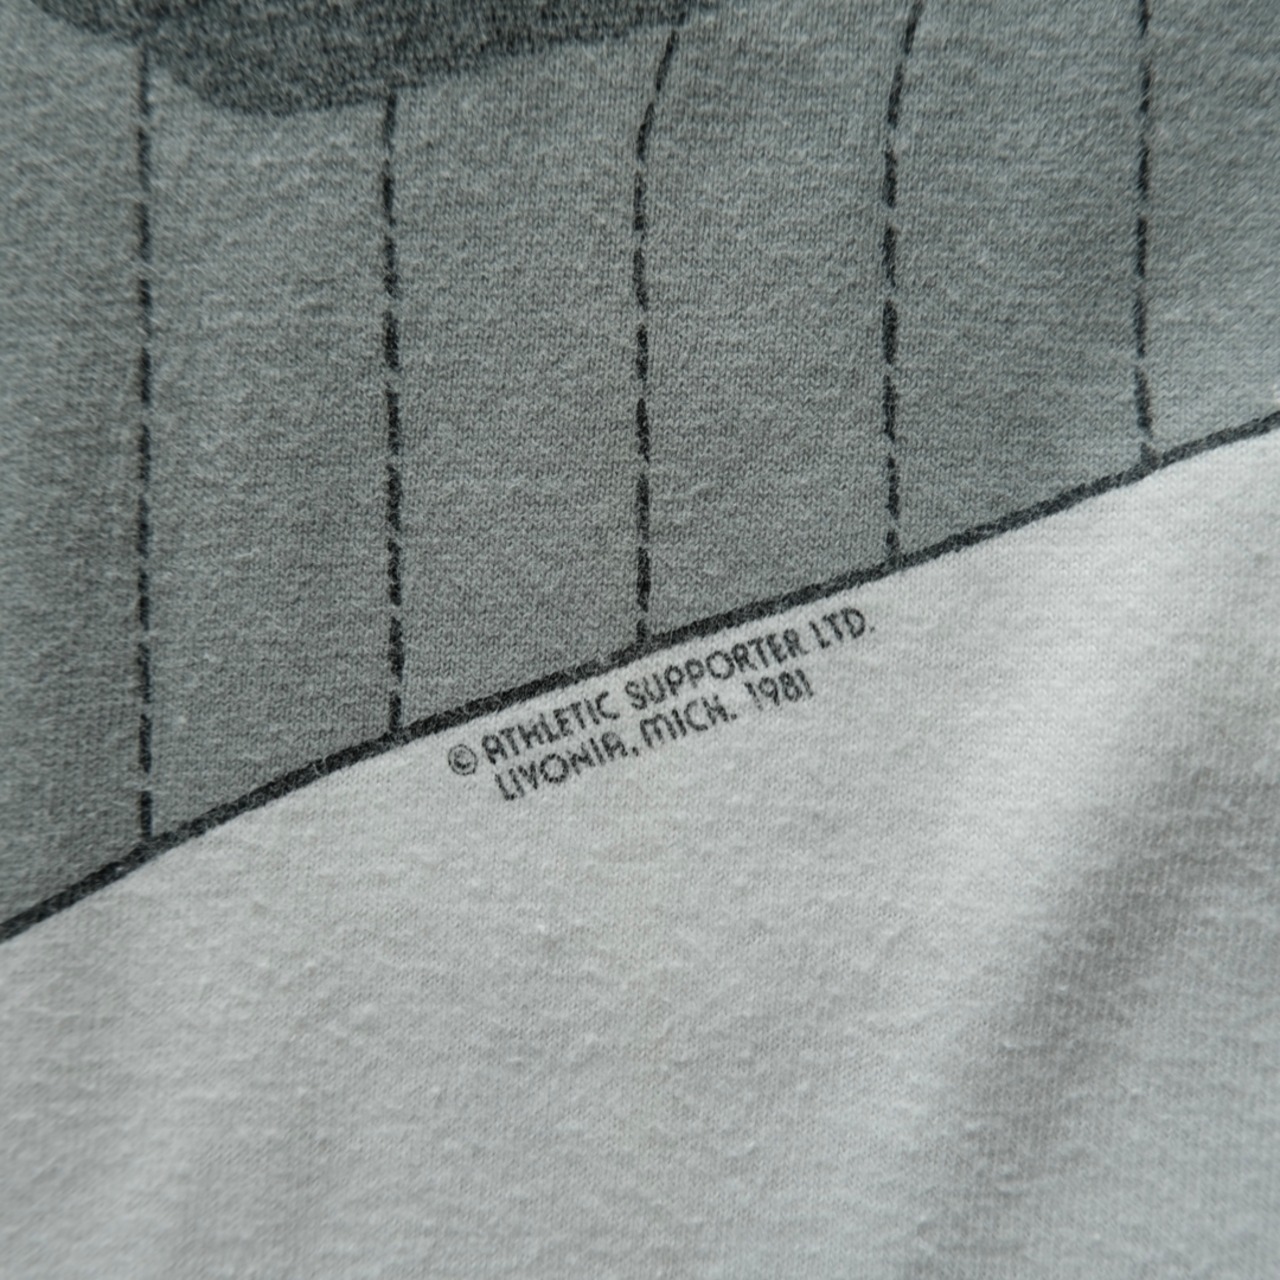 © ATHLETIC SUPPORTER LTD.
LIVONIA, MICH. 1981